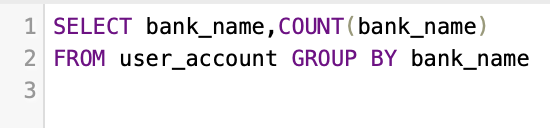 1 SELECT bank_name,COUNT(bank_name)
2 FROM user_account GROUP BY bank_name
3